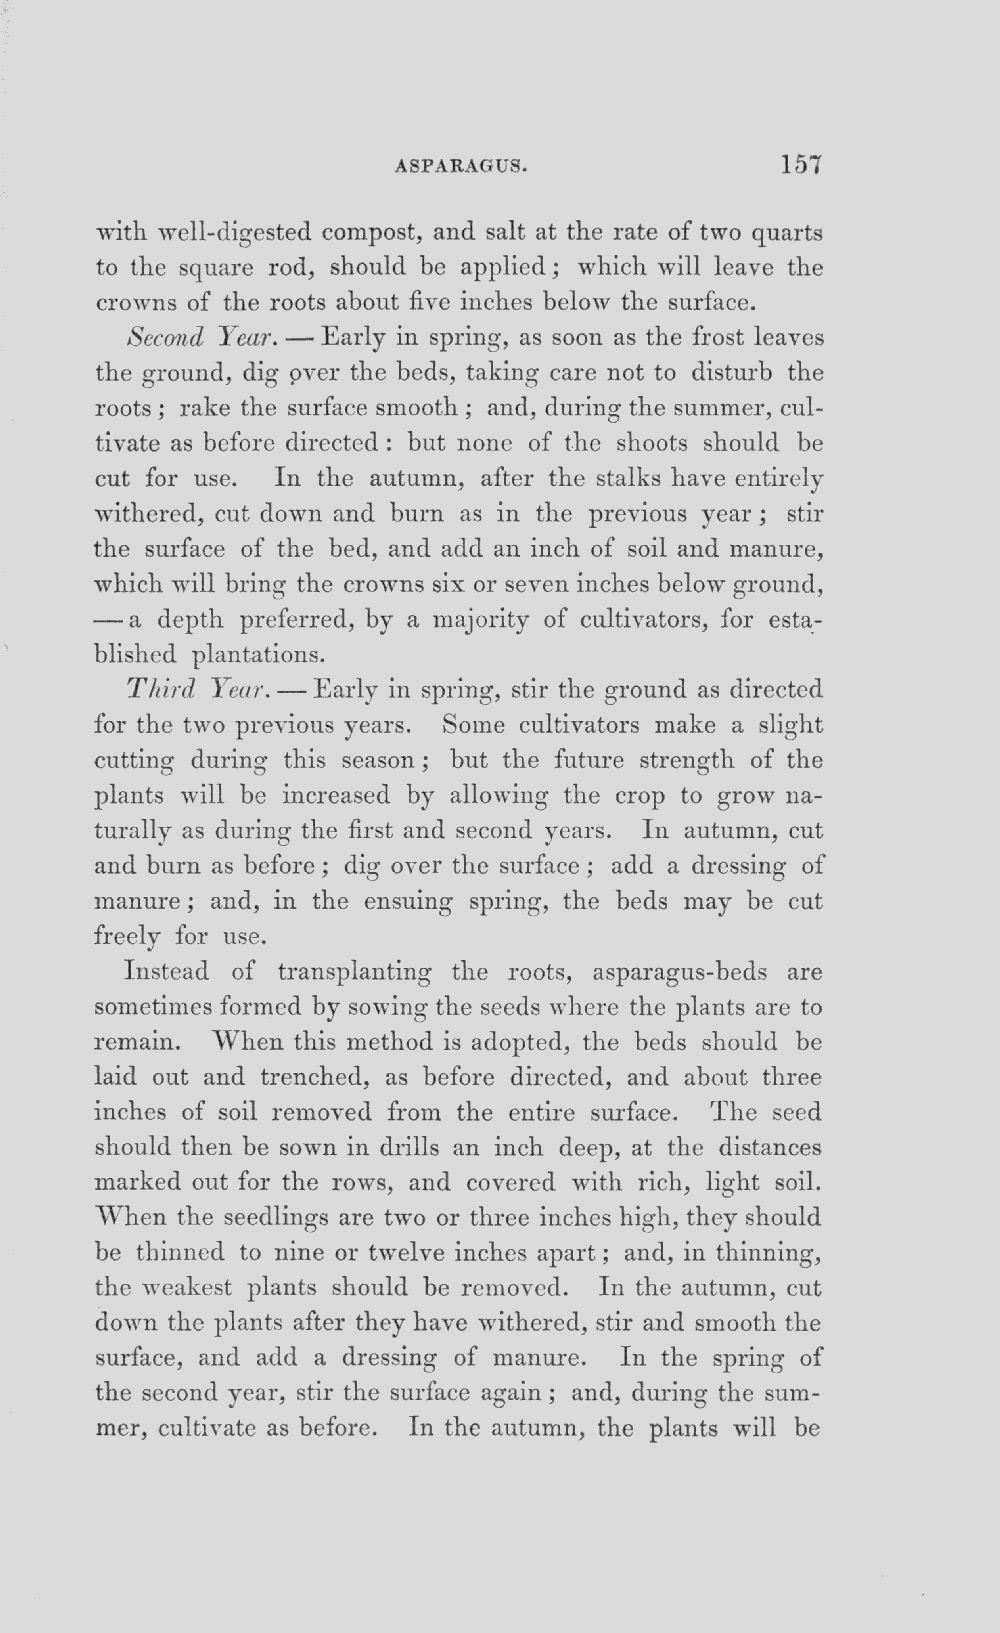 ASPARAGUS. 157
with well-digested compost, and salt at the rate of two quarts
to the square rod, should be applied; which will leave the
crowns of the roots about five inches below the surface.
Second Year. — Early in spring, as soon as the frost leaves
the ground, dig over the beds, taking care not to disturb the
roots; rake the surface smooth; and, during the summer, cul-
tivate as before directed: but none of the shoots should be
cut for use. In the autumn, after the stalks have entirely
withered, cut down and burn as in the previous year; stir
the surface of the bed, and add an inch of soil and manure,
which will bring the crowns six or seven inches below ground,
— a depth preferred, by a majority of cultivators, for esta-
blished plantations.
Third Year. — Early in spring, stir the ground as directed
for the two previous years. Some cultivators make a slight
cutting during this season; but the future strength of the
plants will be increased by allowing the crop to grow na-
turally as during the first and second years. In autumn, cut
and burn as before; dig over the surface; add a dressing of
manure; and, in the ensuing spring, the beds may be cut
freely for use.
Instead of transplanting the roots, asparagus-beds are
sometimes formed by sowing the seeds where the plants are to
remain. When this method is adopted, the beds should be
laid out and trenched, as before directed, and about three
inches of soil removed from the entire surface. The seed
should then be sown in drills an inch deep, at the distances
marked out for the rows, and covered with rich, light soil.
When the seedlings are two or three inches high, they should
be thinned to nine or twelve inches apart; and, in thinning,
the weakest plants should be removed. In the autumn, cut
down the plants after they have withered, stir and smooth the
surface, and add a dressing of manure. In the spring of
the second year, stir the surface again; and, during the sum-
mer, cultivate as before. In the autumn, the plants will be